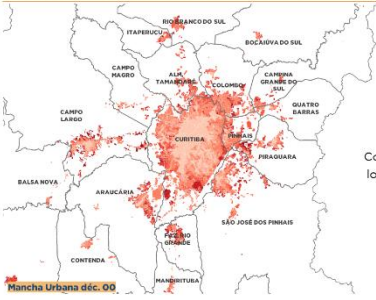 RIO BRANCO DO SUL
ITAPERUÇU
BOCAIÚVA DO SUL
CAMPO
MAGRO
ALM.
TAMANDARÉ
COLOMBO
CAMPINA
GRANDE DO
SUL
QUATRO
BARRAS
CAMPO
LARGO
CURITIBA
PINHAIS
PIRAQUARA
BALSA NOVA
ARAUCÁRIA
SÃO JOSÉ DOS PINHAIS
FAZ. RIO
GRANDE
CONTENDA
MANDIRITUBA
Mancha Urbana déc. 00